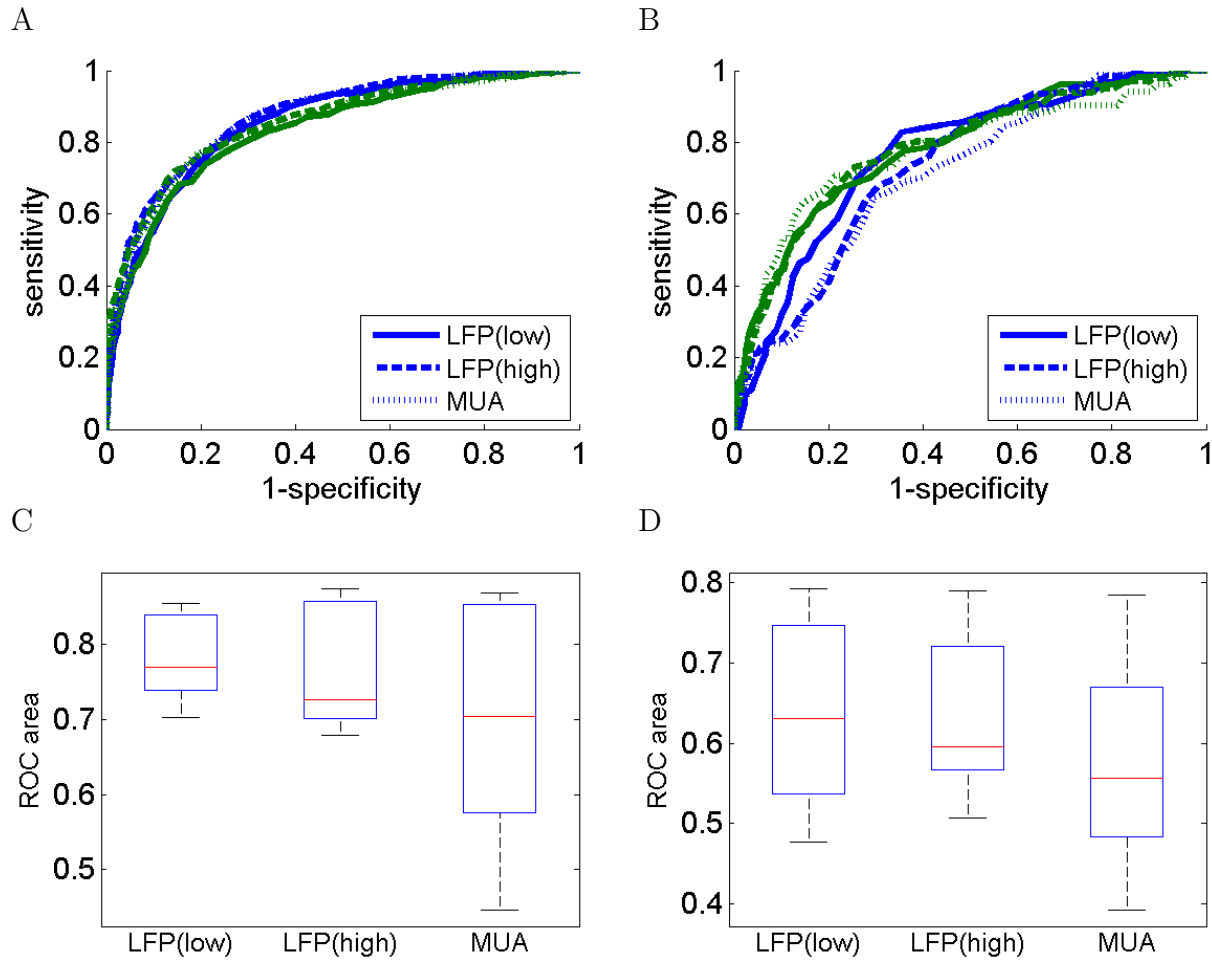 A
B
1
0.8
0.6
0.4
0.2
0
sensitivity
LFP(low)
LFP(high)
MUA
0 0.2 0.4 0.6 0.8 1
1-specificity
1
0.8
0.6
0.4
0.2
0
sensitivity
LFP(low)
LFP(high)
MUA
0 0.2 0.4 0.6 0.8 1
1-specificity
C
D
0.8
0.7
0.6
0.5
ROC area
LFP(low) LFP(high) MUA
0.8
0.7
0.6
0.5
0.4
ROC area
LFP(low) LFP(high) MUA